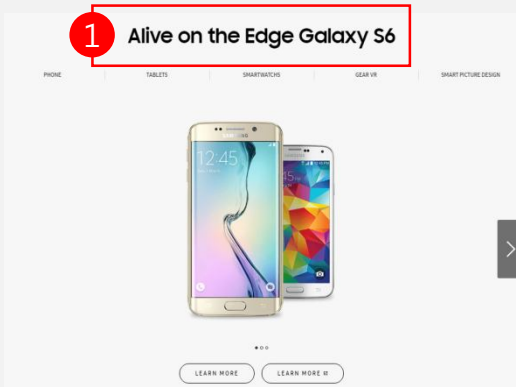 1 Alive on the Edge Galaxy S6
PHONE TABLETS SMARTWATCHS GEAR VR SMART PICTURE DESIGN
SAMSUNG
12:45
LEARN MORE LEARN MORE